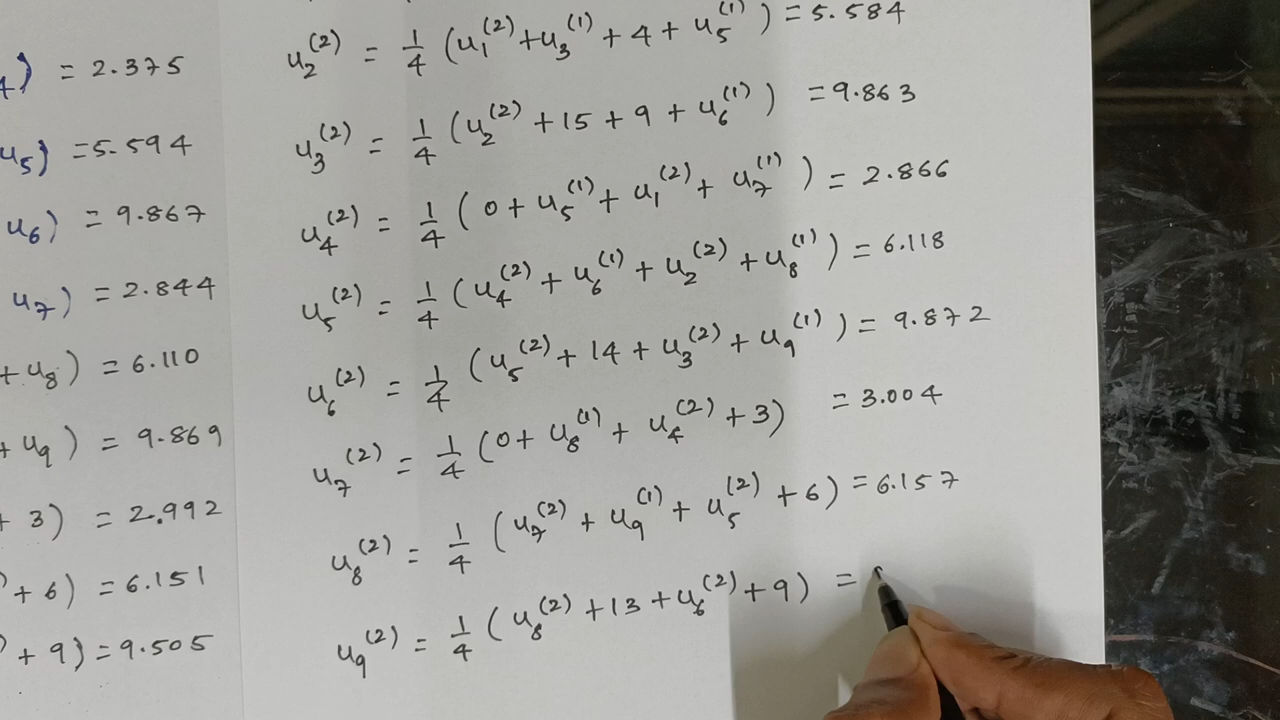 4) = 2.375
u₅) = 5.594
u₆) = 9.867
u₇) = 2.844
+ u₈) = 6.110
+ u₉) = 9.869
+ 3) = 2.992
) + 6) = 6.151
) + 9) = 9.505
u₂⁽²⁾ = 1/4 (u₁⁽²⁾ + u₃⁽¹⁾ + 4 + u₅⁽¹⁾) = 5.584
u₃⁽²⁾ = 1/4 (u₂⁽²⁾ + 15 + 9 + u₆⁽¹⁾) = 9.863
u₄⁽²⁾ = 1/4 (0 + u₅⁽¹⁾ + u₁⁽²⁾ + u₇⁽¹⁾) = 2.866
u₅⁽²⁾ = 1/4 (u₄⁽²⁾ + u₆⁽¹⁾ + u₂⁽²⁾ + u₈⁽¹⁾) = 6.118
u₆⁽²⁾ = 1/4 (u₅⁽²⁾ + 14 + u₃⁽²⁾ + u₉⁽¹⁾) = 9.872
u₇⁽²⁾ = 1/4 (0 + u₈⁽¹⁾ + u₄⁽²⁾ + 3) = 3.004
u₈⁽²⁾ = 1/4 (u₇⁽²⁾ + u₉⁽¹⁾ + u₅⁽²⁾ + 6) = 6.157
u₉⁽²⁾ = 1/4 (u₈⁽²⁾ + 13 + u₆⁽²⁾ + 9) =